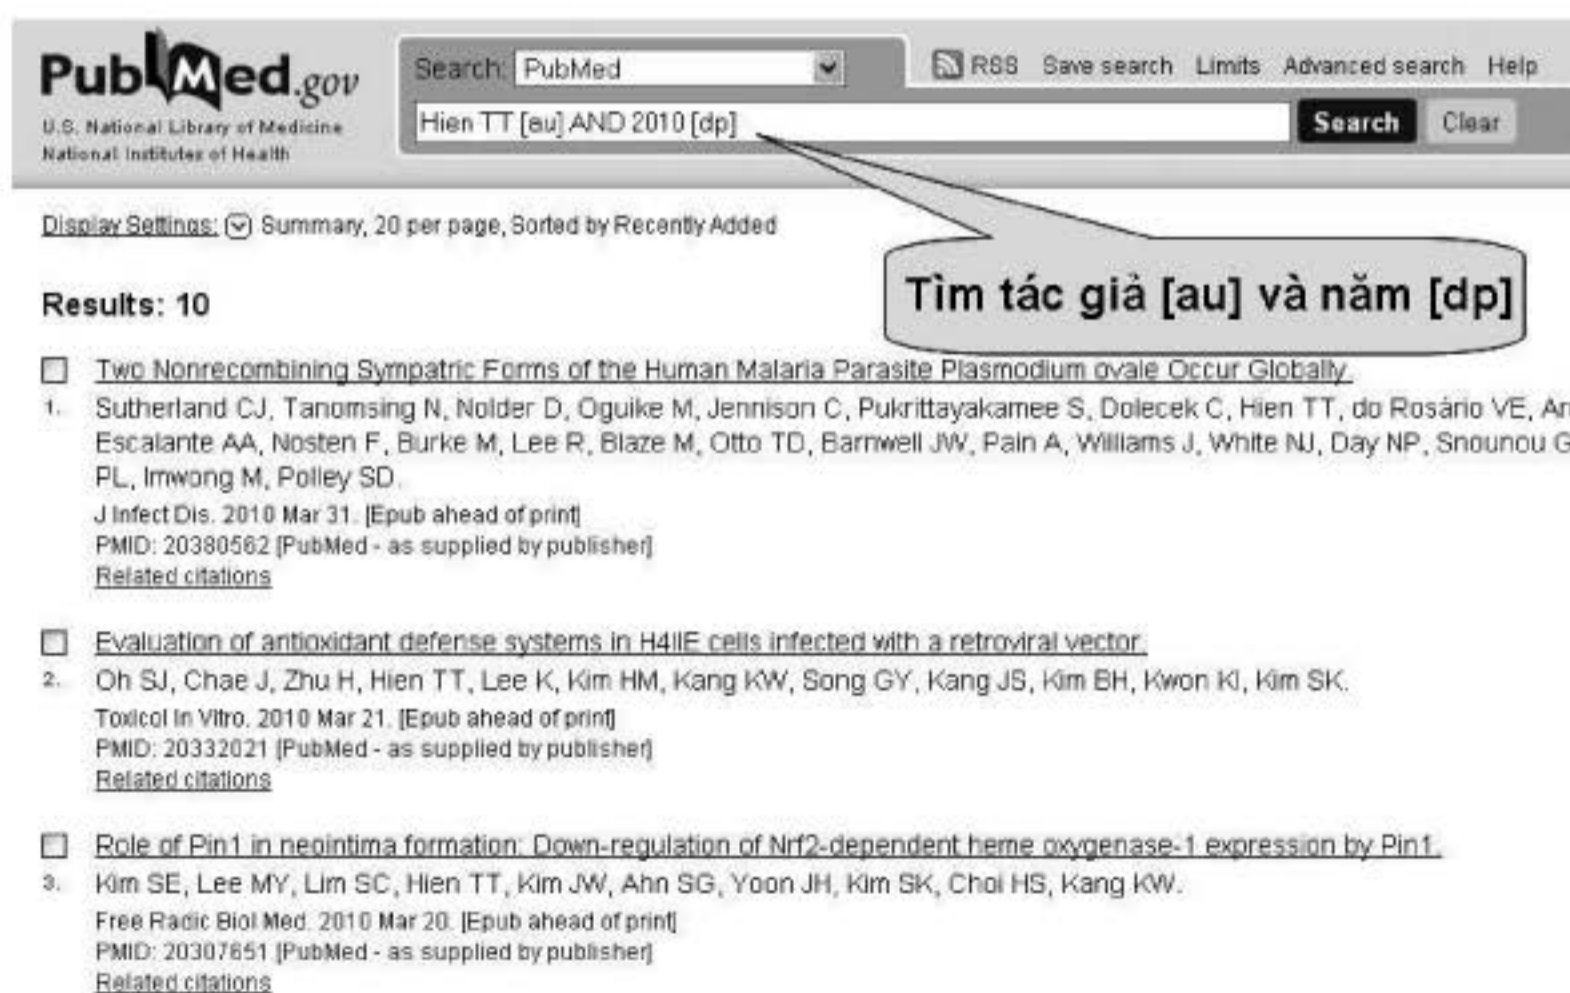 PubMed.gov
U.S. National Library of Medicine
National Institutes of Health
Search: PubMed
RSS Save search Limits Advanced search Help
Hien TT [au] AND 2010 [dp]
Search Clear
Display Settings: Summary, 20 per page, Sorted by Recently Added
Tìm tác giả [au] và năm [dp]
Results: 10
Two Nonrecombining Sympatric Forms of the Human Malaria Parasite Plasmodium ovale Occur Globally.
1. Sutherland CJ, Tanomsing N, Nolder D, Oguike M, Jennison C, Pukrittayakamee S, Dolecek C, Hien TT, do Rosário VE, Ar
Escalante AA, Nosten F, Burke M, Lee R, Blaze M, Otto TD, Barnwell JW, Pain A, Williams J, White NJ, Day NP, Snounou G
PL, Imwong M, Polley SD.
J Infect Dis. 2010 Mar 31. [Epub ahead of print]
PMID: 20380562 [PubMed - as supplied by publisher]
Related citations
Evaluation of antioxidant defense systems in H4IIE cells infected with a retroviral vector.
2. Oh SJ, Chae J, Zhu H, Hien TT, Lee K, Kim HM, Kang KW, Song GY, Kang JS, Kim BH, Kwon KI, Kim SK.
Toxicol In Vitro. 2010 Mar 21. [Epub ahead of print]
PMID: 20332021 [PubMed - as supplied by publisher]
Related citations
Role of Pin1 in neointima formation: Down-regulation of Nrf2-dependent heme oxygenase-1 expression by Pin1.
3. Kim SE, Lee MY, Lim SC, Hien TT, Kim JW, Ahn SG, Yoon JH, Kim SK, Choi HS, Kang KW.
Free Radic Biol Med. 2010 Mar 20. [Epub ahead of print]
PMID: 20307651 [PubMed - as supplied by publisher]
Related citations